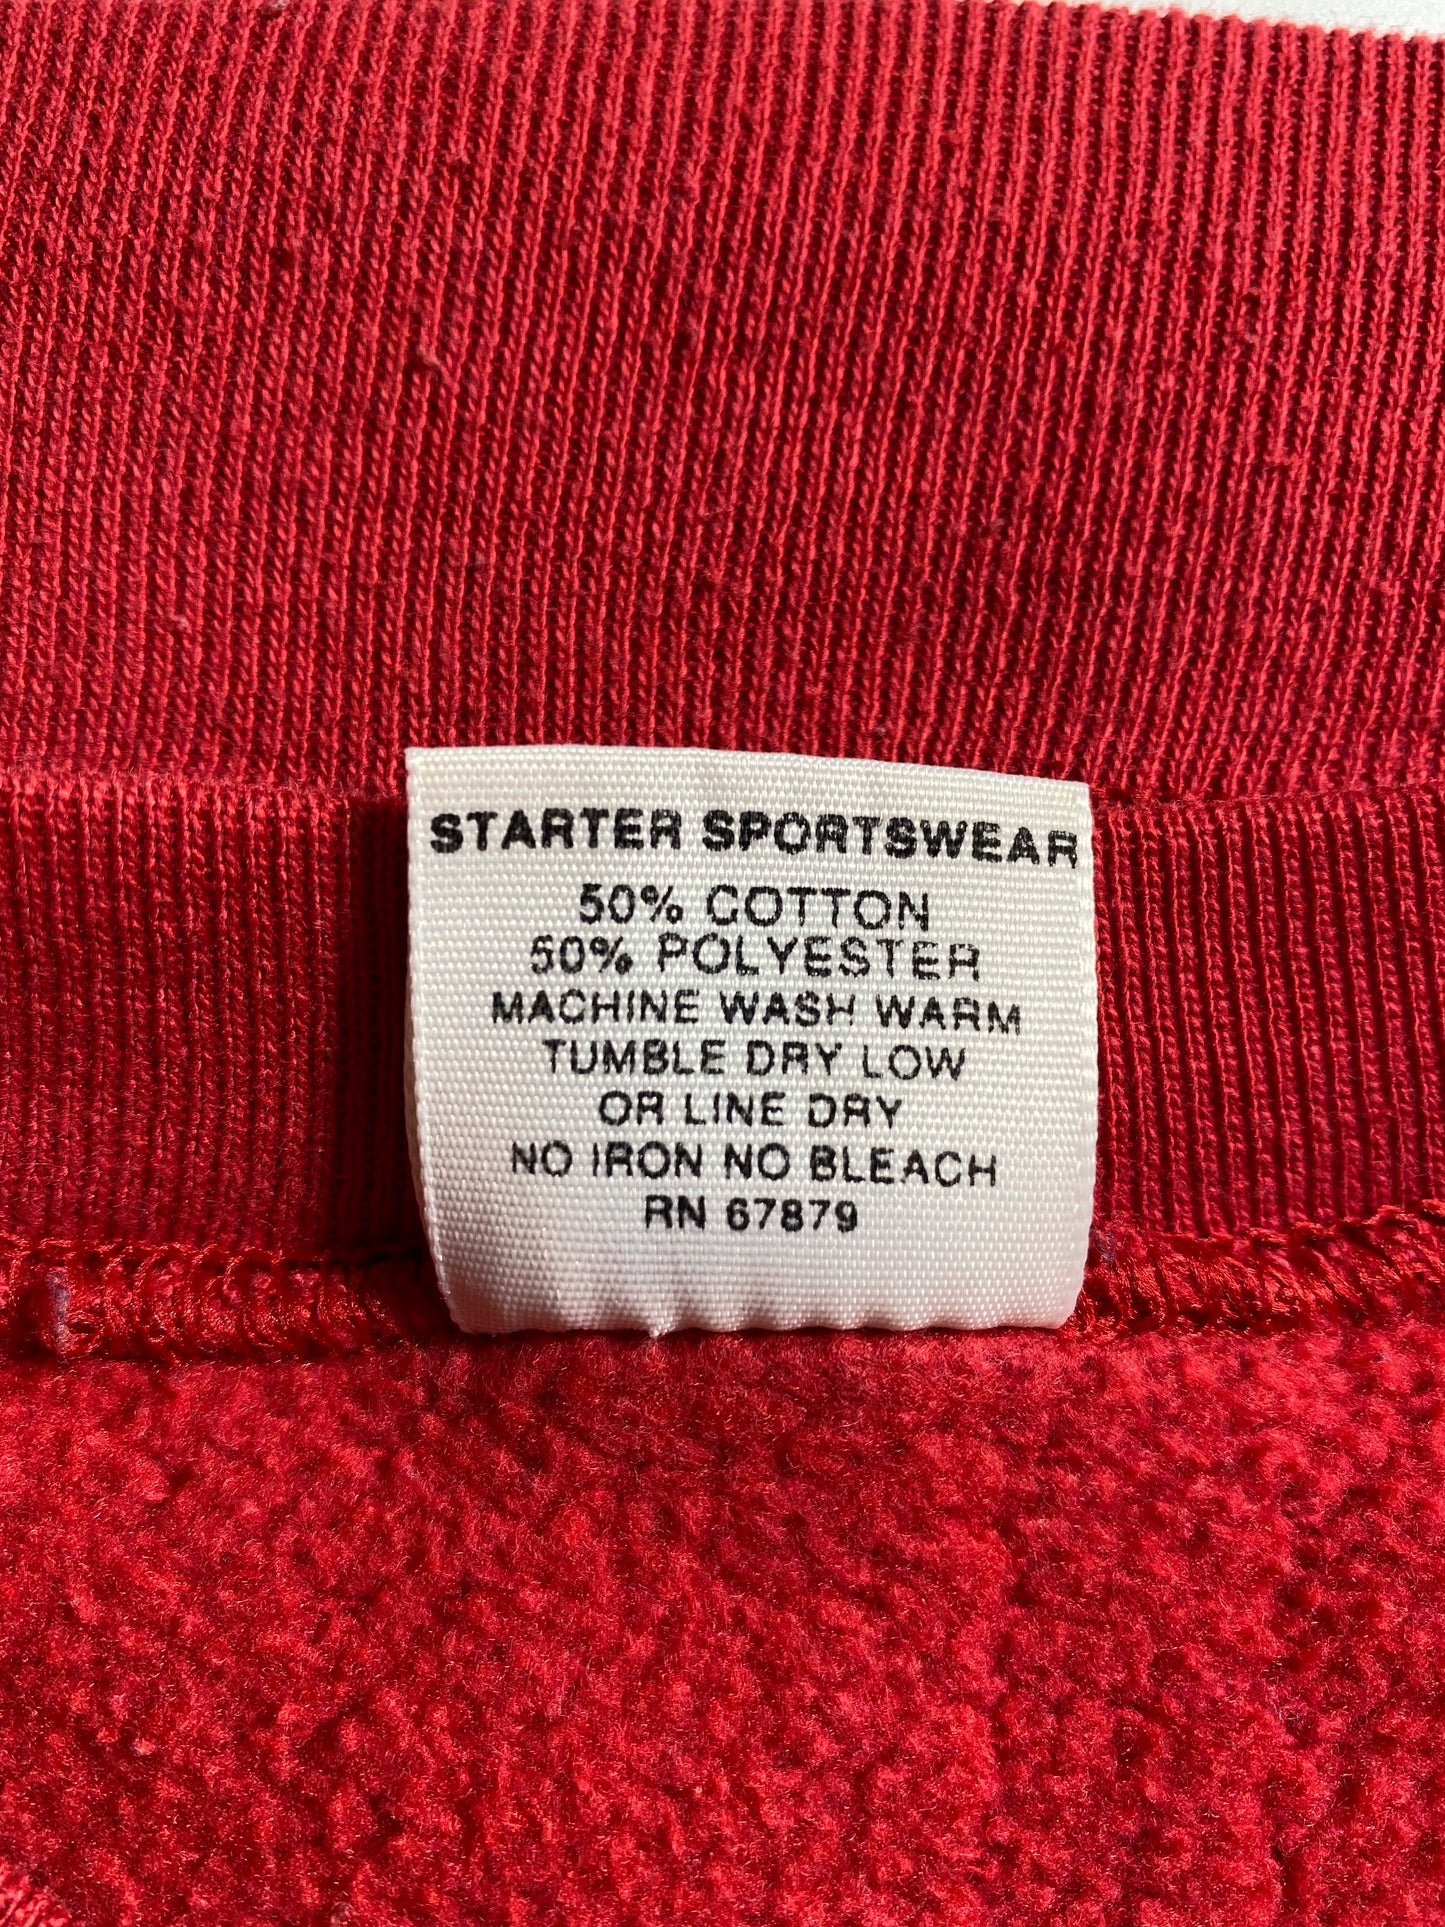 STARTER SPORTSWEAR
50% COTTON
50% POLYESTER
MACHINE WASH WARM
TUMBLE DRY LOW
OR LINE DRY
NO IRON NO BLEACH
RN 67879